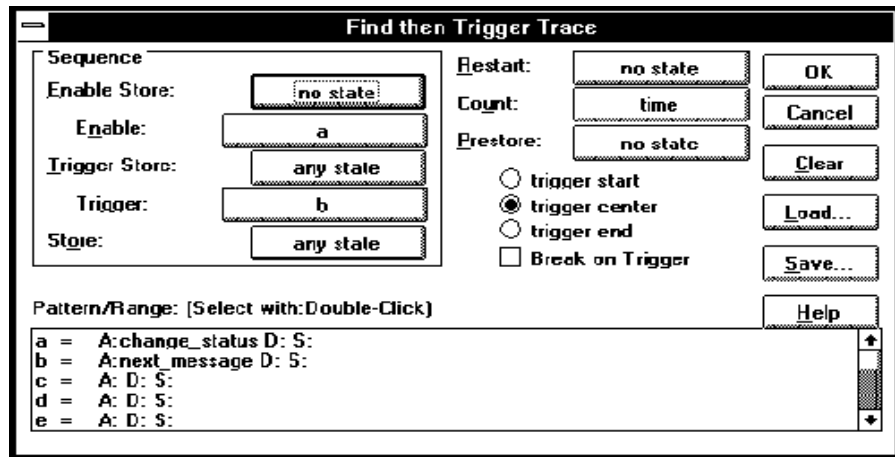 Find then Trigger Trace
Sequence
Enable Store: no state
Enable: a
Trigger Store: any state
Trigger: b
Store: any state
Restart: no state
Count: time
Prestore: no state
trigger start
trigger center
trigger end
Break on Trigger
OK
Cancel
Clear
Load...
Save...
Help
Pattern/Range: [Select with:Double-Click]
a = A:change_status D: S:
b = A:next_message D: S:
c = A: D: S:
d = A: D: S:
e = A: D: S: